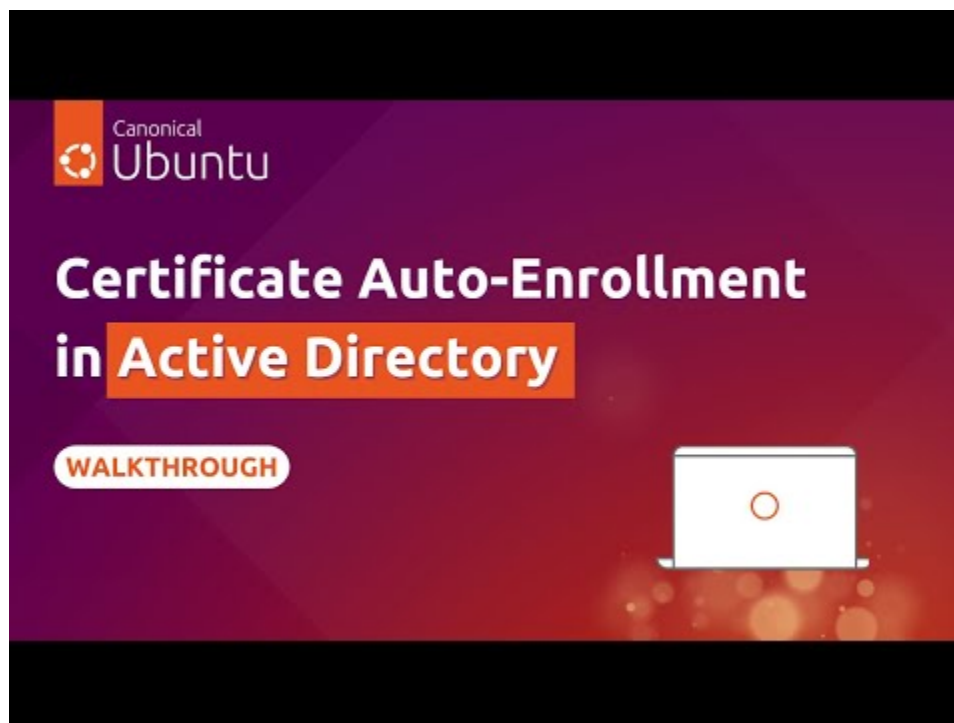 Canonical
Ubuntu
Certificate Auto-Enrollment
in Active Directory
WALKTHROUGH